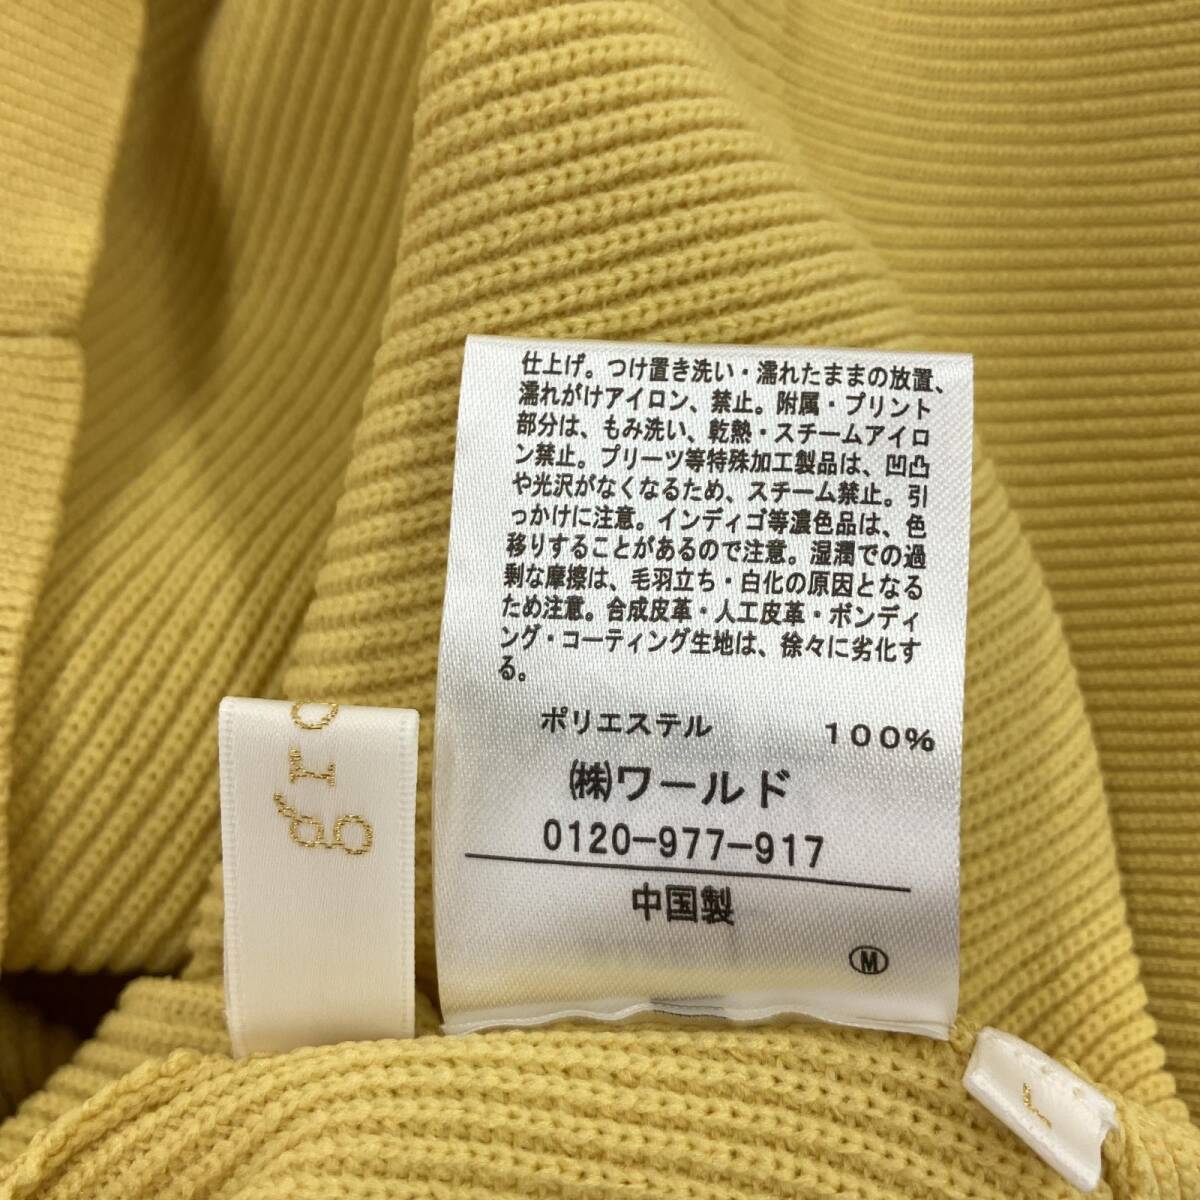 仕上げ。つけ置き洗い・濡れたままの放置、
濡れがけアイロン、禁止。附属・プリント
部分は、もみ洗い、乾熱・スチームアイロ
ン禁止。プリーツ等特殊加工製品は、凹凸
や光沢がなくなるため、スチーム禁止。引
っかけに注意。インディゴ等濃色品は、色
移りすることがあるので注意。湿潤での過
剰な摩擦は、毛羽立ち・白化の原因となる
ため注意。合成皮革・人工皮革・ボンディ
ング・コーティング生地は、徐々に劣化す
る。
ポリエステル 100%
㈱ワールド
0120-977-917
中国製
Ⓜ
rg